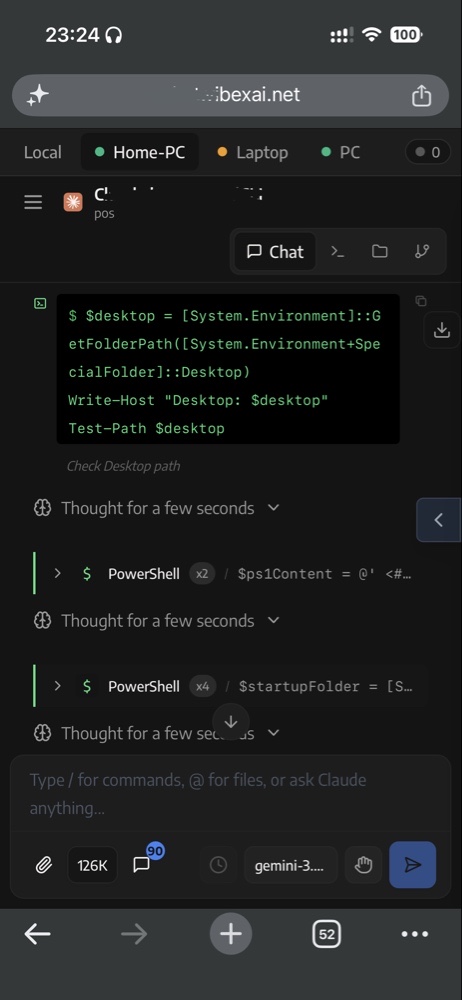 23:24
100
ibexai.net
Local
Home-PC
Laptop
PC
0
pos
Chat
$ $desktop = [System.Environment]::G
etFolderPath([System.Environment+Spe
cialFolder]::Desktop)
Write-Host "Desktop: $desktop"
Test-Path $desktop
Check Desktop path
Thought for a few seconds
$ PowerShell x2 / $ps1Content = @' <#…
Thought for a few seconds
$ PowerShell x4 / $startupFolder = [S…
Thought for a few seconds
Type / for commands, @ for files, or ask Claude
anything...
90
126K
gemini-3.…
52